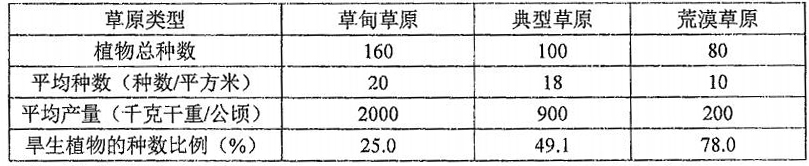 草原类型 草甸草原 典型草原 荒漠草原
植物总种数 160 100 80
平均种数（种数/平方米） 20 18 10
平均产量（千克干重/公顷） 2000 900 200
旱生植物的种数比例（%） 25.0 49.1 78.0